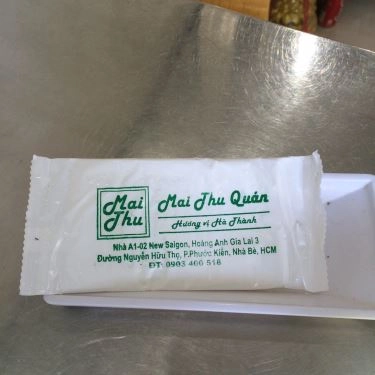 Mai
Thu
Mai Thu Quán
Hương vị Hà Thành
Nhà A1-02 New Saigon, Hoàng Anh Gia Lai 3
Đường Nguyễn Hữu Thọ, P.Phước Kiển, Nhà Bè, HCM
ĐT: 0903 406 518